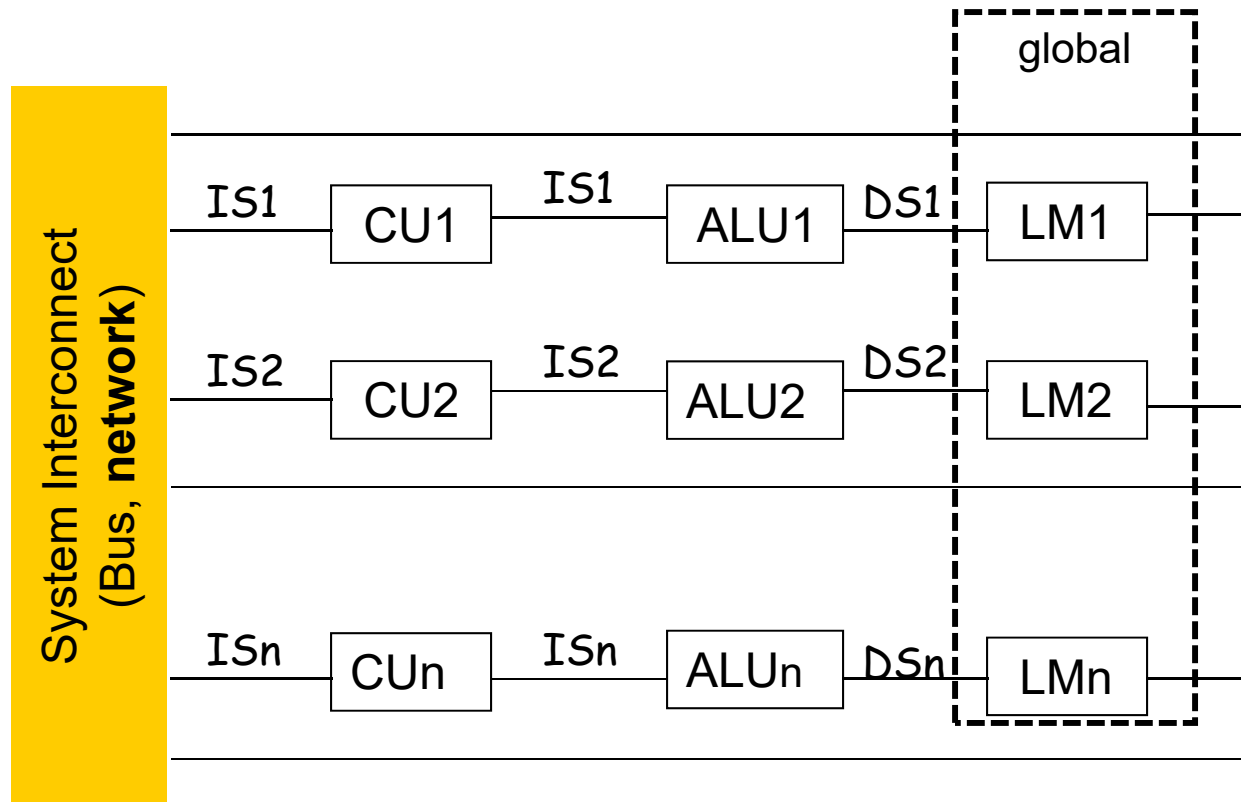 global
System Interconnect
(Bus, network)
IS1 CU1 IS1 ALU1 DS1 LM1
IS2 CU2 IS2 ALU2 DS2 LM2
ISn CUn ISn ALUn DSn LMn